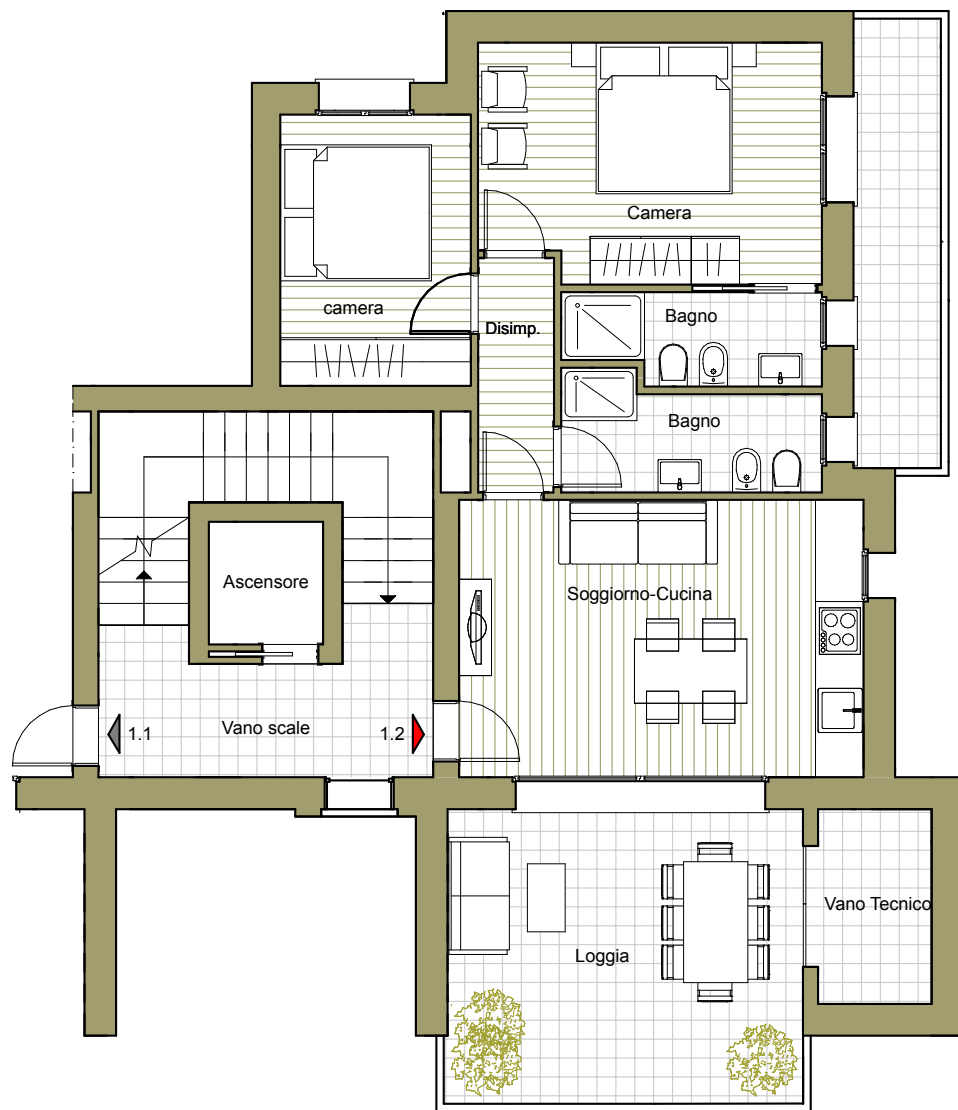 Camera
camera
Disimp.
Bagno
Bagno
Ascensore
Soggiorno-Cucina
Vano scale
1.1
1.2
Vano Tecnico
Loggia